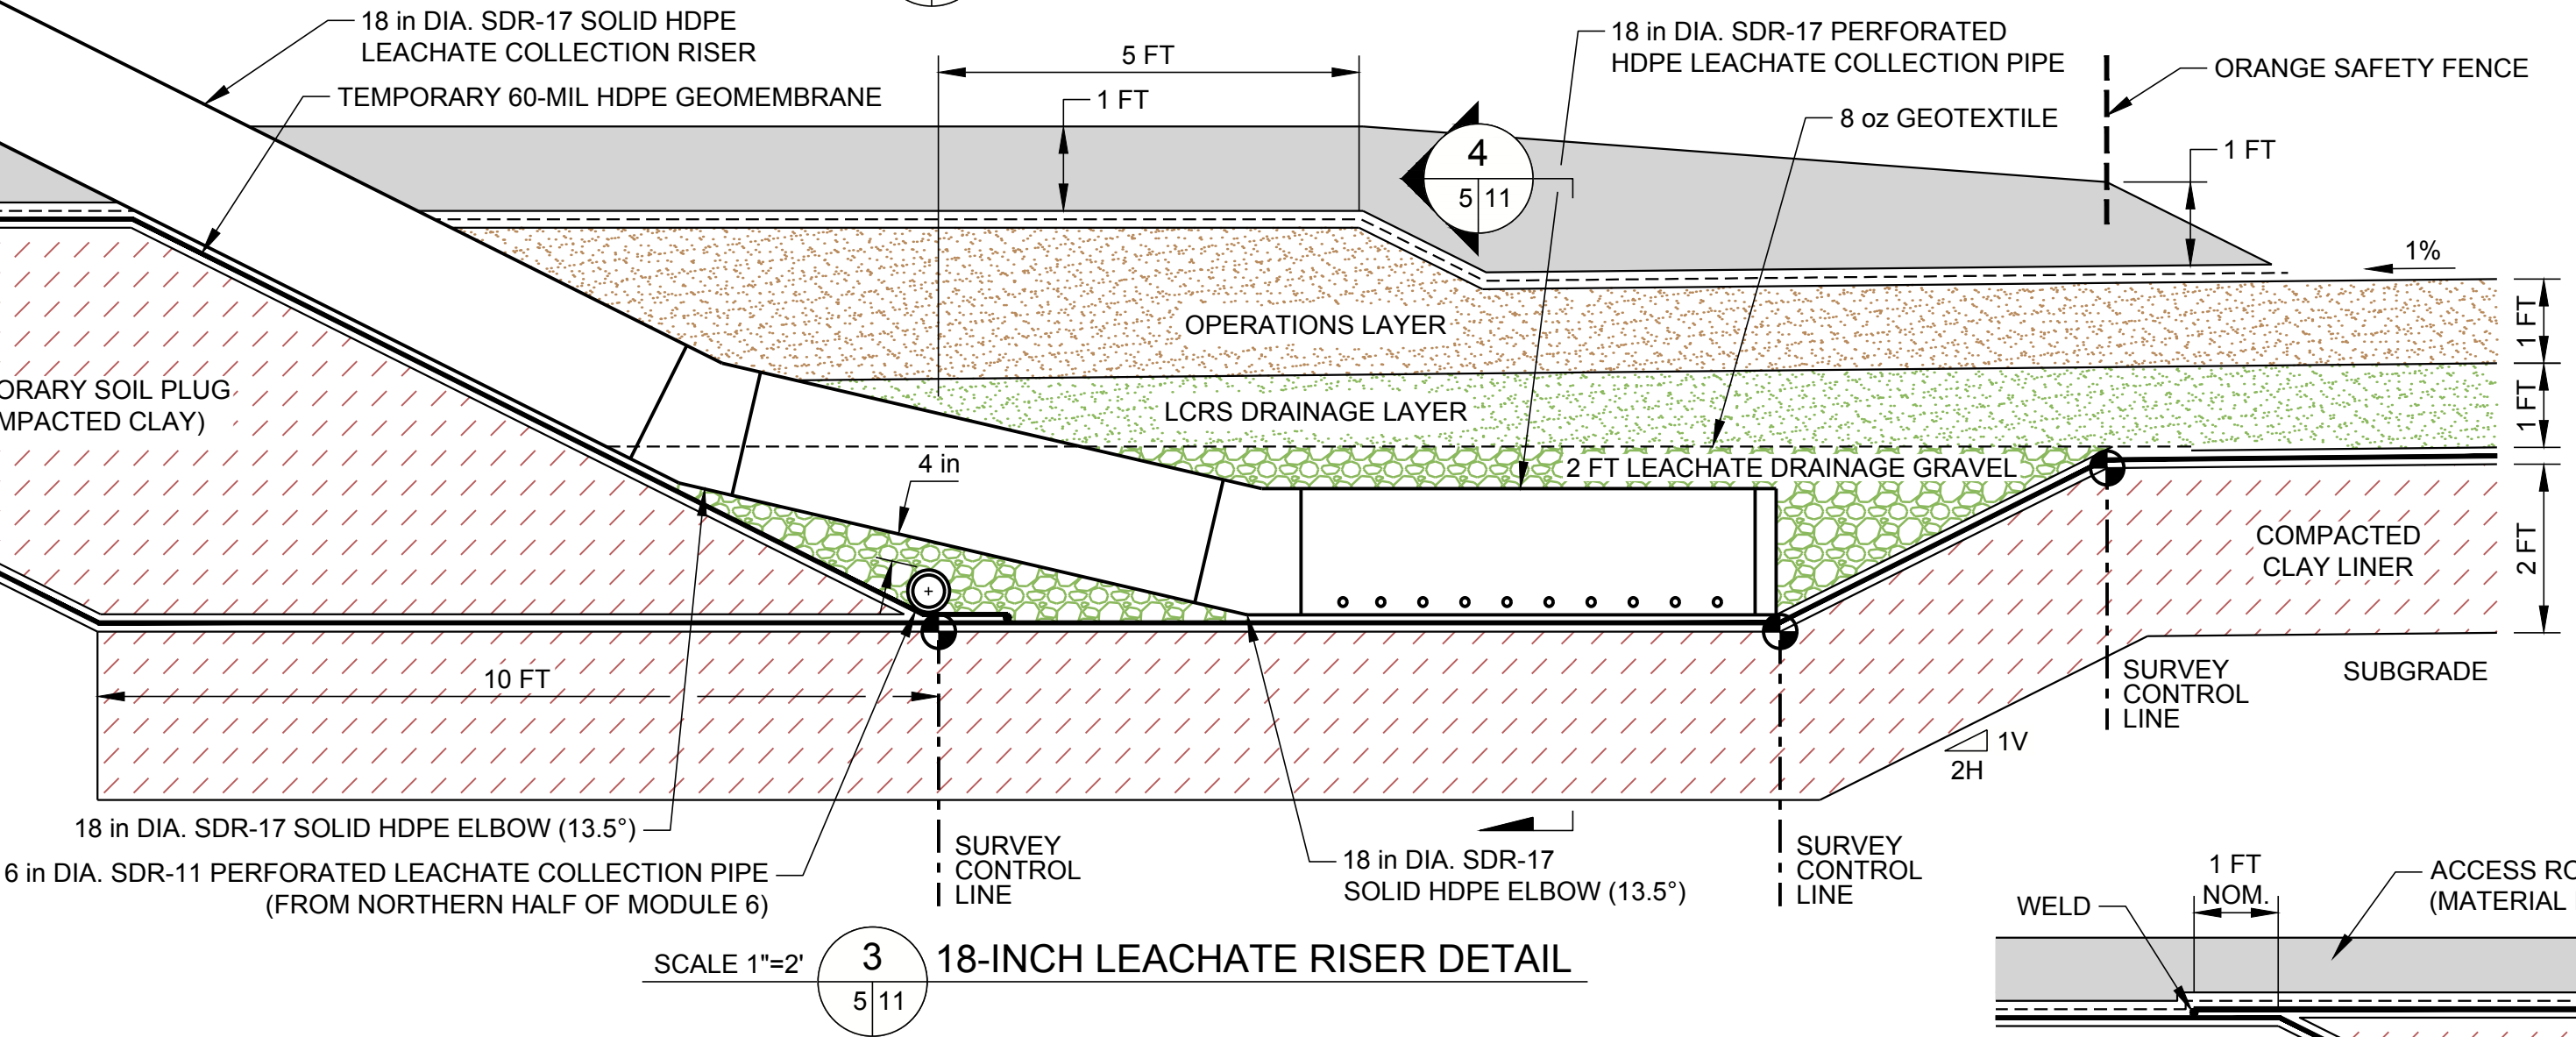 18 in DIA. SDR-17 SOLID HDPE
LEACHATE COLLECTION RISER
TEMPORARY 60-MIL HDPE GEOMEMBRANE
5 FT
1 FT
18 in DIA. SDR-17 PERFORATED
HDPE LEACHATE COLLECTION PIPE
8 oz GEOTEXTILE
ORANGE SAFETY FENCE
1 FT
4
5 11
1%
OPERATIONS LAYER
1 FT
LCRS DRAINAGE LAYER
1 FT
ORARY SOIL PLUG
MPACTED CLAY)
4 in
2 FT LEACHATE DRAINAGE GRAVEL
COMPACTED
CLAY LINER
2 FT
10 FT
SURVEY
CONTROL
LINE
SUBGRADE
1V
2H
18 in DIA. SDR-17 SOLID HDPE ELBOW (13.5°)
6 in DIA. SDR-11 PERFORATED LEACHATE COLLECTION PIPE
(FROM NORTHERN HALF OF MODULE 6)
SURVEY
CONTROL
LINE
18 in DIA. SDR-17
SOLID HDPE ELBOW (13.5°)
SURVEY
CONTROL
LINE
SCALE 1"=2'
3
5 11
18-INCH LEACHATE RISER DETAIL
WELD
1 FT
NOM.
ACCESS RO
(MATERIAL